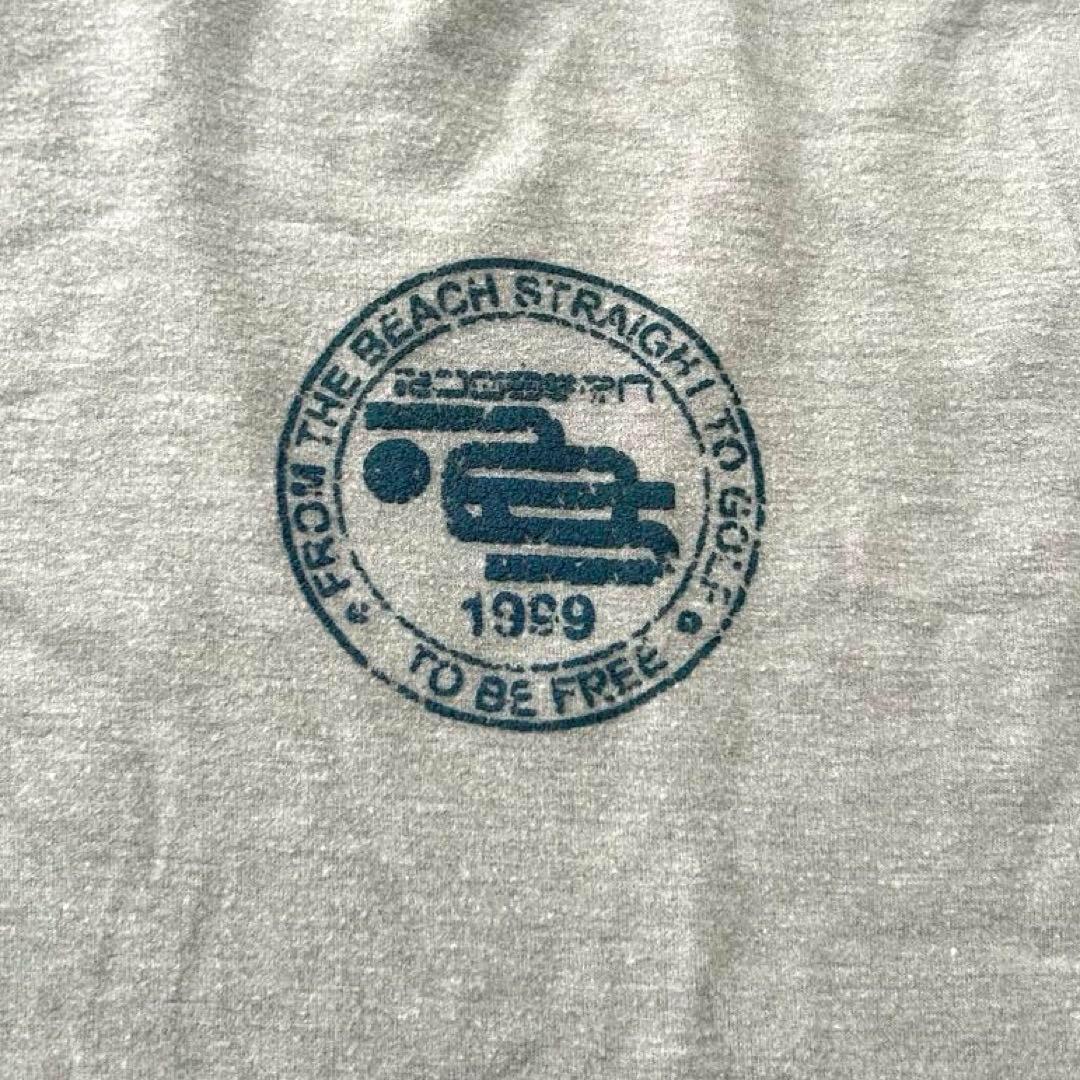 FROM THE BEACH STRAIGHT TO GOLF
1999
TO BE FREE